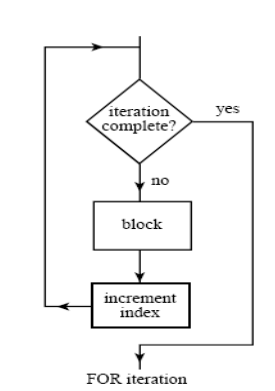 iteration
complete?
yes
no
block
increment
index
FOR iteration